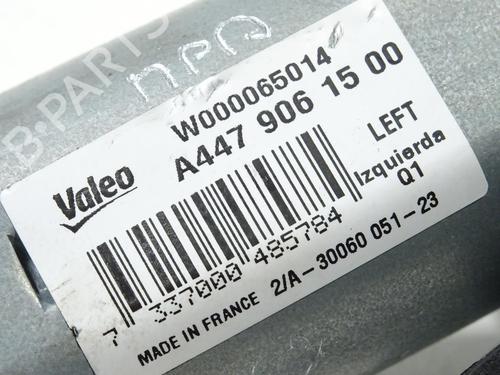 B-PARTS
W000065014
A447 906 15 00
Valeo
LEFT
Izquierda
Q1
7 337000 485784
MADE IN FRANCE 2/A-30060 051-23